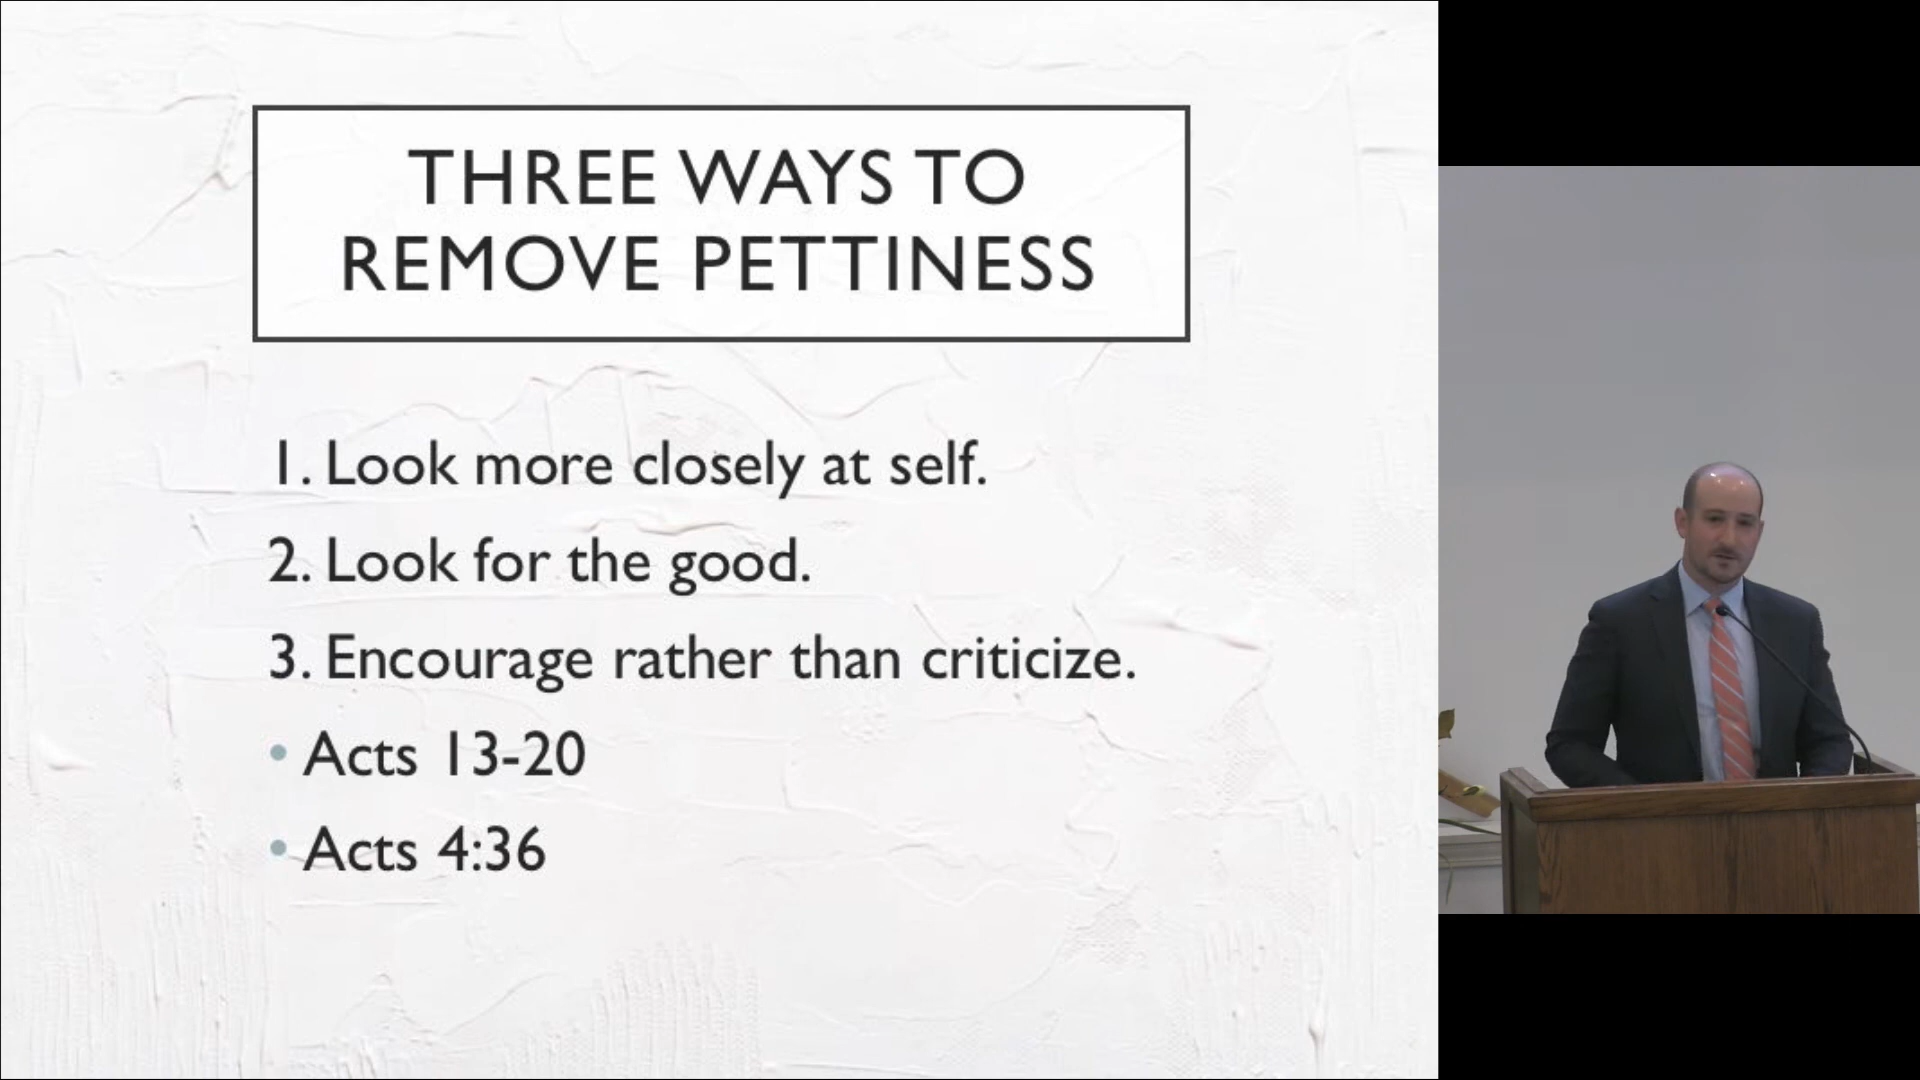 THREE WAYS TO
REMOVE PETTINESS
1. Look more closely at self.
2. Look for the good.
3. Encourage rather than criticize.
• Acts 13-20
• Acts 4:36